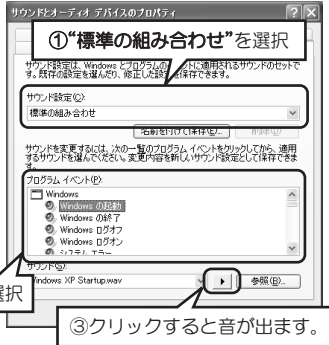 サウンドとオーディオ デバイスのプロパティ
①“標準の組み合わせ”を選択
サウンド設定は、Windows とプログラムのイベントに適用されるサウンドのセットです。既存の設定を選んだり、修正した設定を保存できます。
サウンド設定(C):
標準の組み合わせ
名前を付けて保存(E)...
削除(D)
サウンドを変更するには、次の一覧のプログラム イベントをクリックしてから、適用
するサウンドを選んでください。変更内容を新しいサウンド設定として保存できま
す。
プログラム イベント(P):
Windows
Windows の起動
Windows の終了
Windows ログオフ
Windows ログオン
システム エラー
選択
サウンド(S):
Windows XP Startup.wav
参照(B)...
③クリックすると音が出ます。